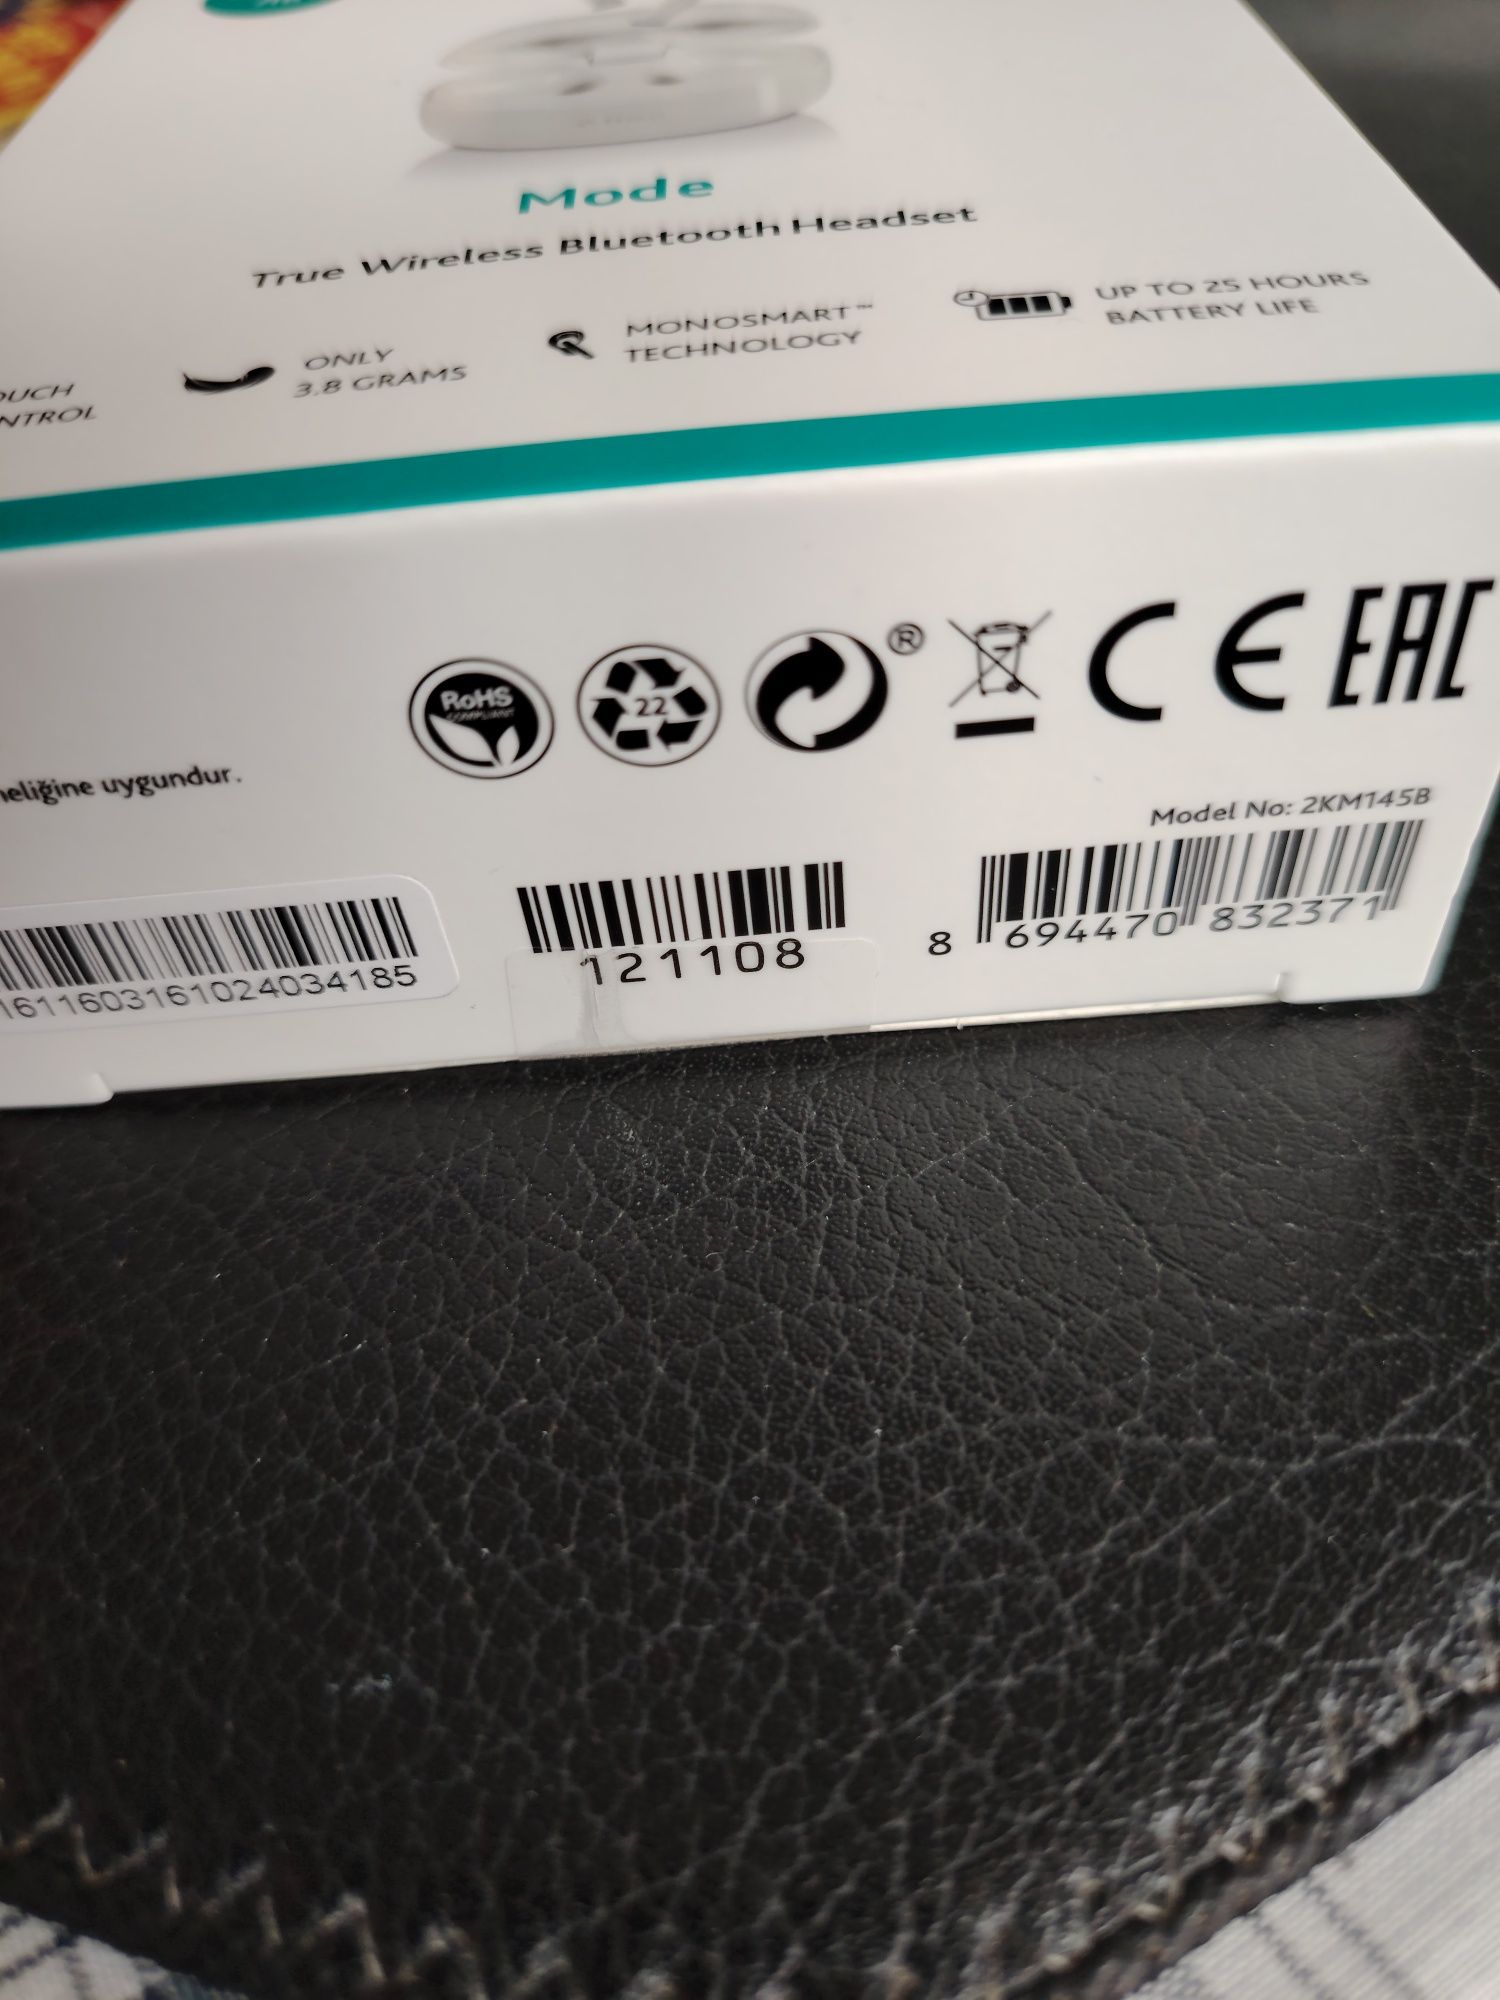 Mode
True Wireless Bluetooth Headset
ONLY
3.8 GRAMS
MONOSMART™
TECHNOLOGY
UP TO 25 HOURS
BATTERY LIFE
RoHS
COMPLIANT
22
®
CE
EAC
uygundur.
Model No: 2KM145B
121108
8 694470 832371